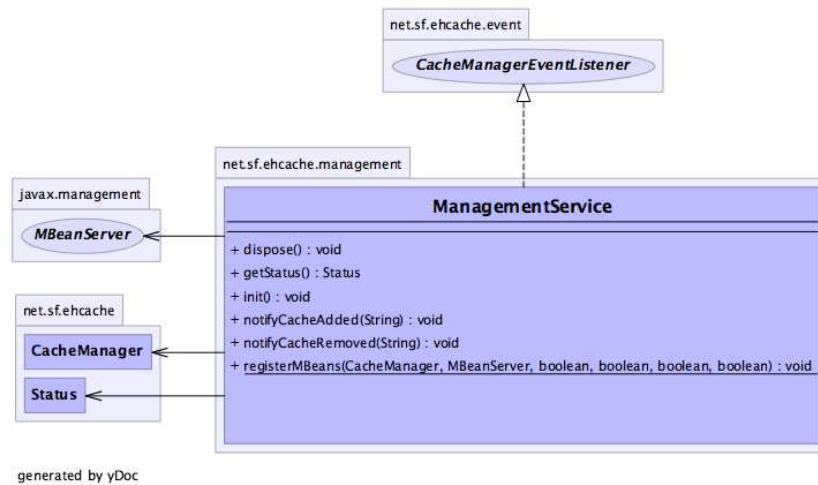 net.sf.ehcache.event
CacheManagerEventListener
net.sf.ehcache.management
ManagementService
javax.management
MBeanServer
+ dispose() : void
+ getStatus() : Status
+ init() : void
+ notifyCacheAdded(String) : void
+ notifyCacheRemoved(String) : void
+ registerMBeans(CacheManager, MBeanServer, boolean, boolean, boolean, boolean) : void
net.sf.ehcache
CacheManager
Status
generated by yDoc